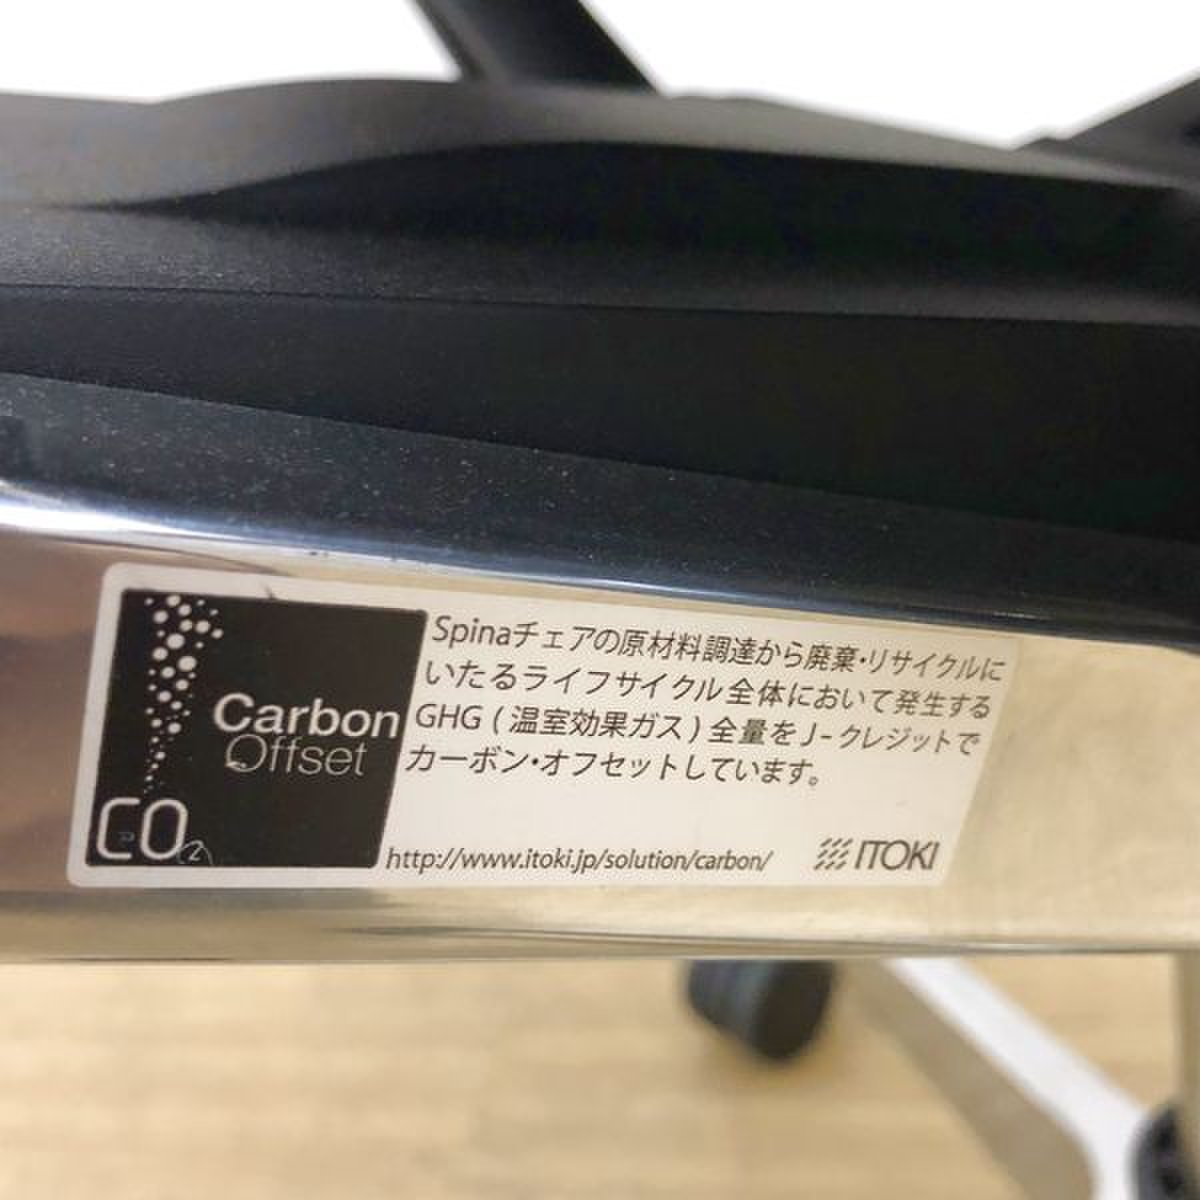 Carbon
Offset
CO2
Spinaチェアの原材料調達から廃棄・リサイクルに
いたるライフサイクル全体において発生する
GHG (温室効果ガス) 全量をJ-クレジットで
カーボン・オフセットしています。
http://www.itoki.jp/solution/carbon/
ITOKI